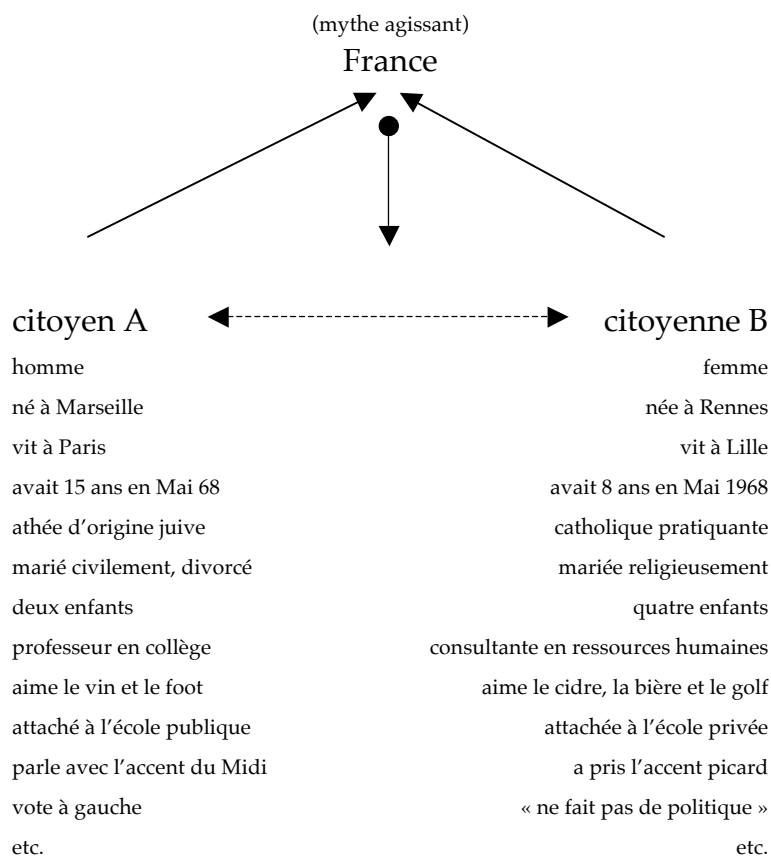 (mythe agissant)
France
citoyen A
citoyenne B
homme
femme
né à Marseille
née à Rennes
vit à Paris
vit à Lille
avait 15 ans en Mai 68
avait 8 ans en Mai 1968
athée d’origine juive
catholique pratiquante
marié civilement, divorcé
mariée religieusement
deux enfants
quatre enfants
professeur en collège
consultante en ressources humaines
aime le vin et le foot
aime le cidre, la bière et le golf
attaché à l’école publique
attachée à l’école privée
parle avec l’accent du Midi
a pris l’accent picard
vote à gauche
« ne fait pas de politique »
etc.
etc.